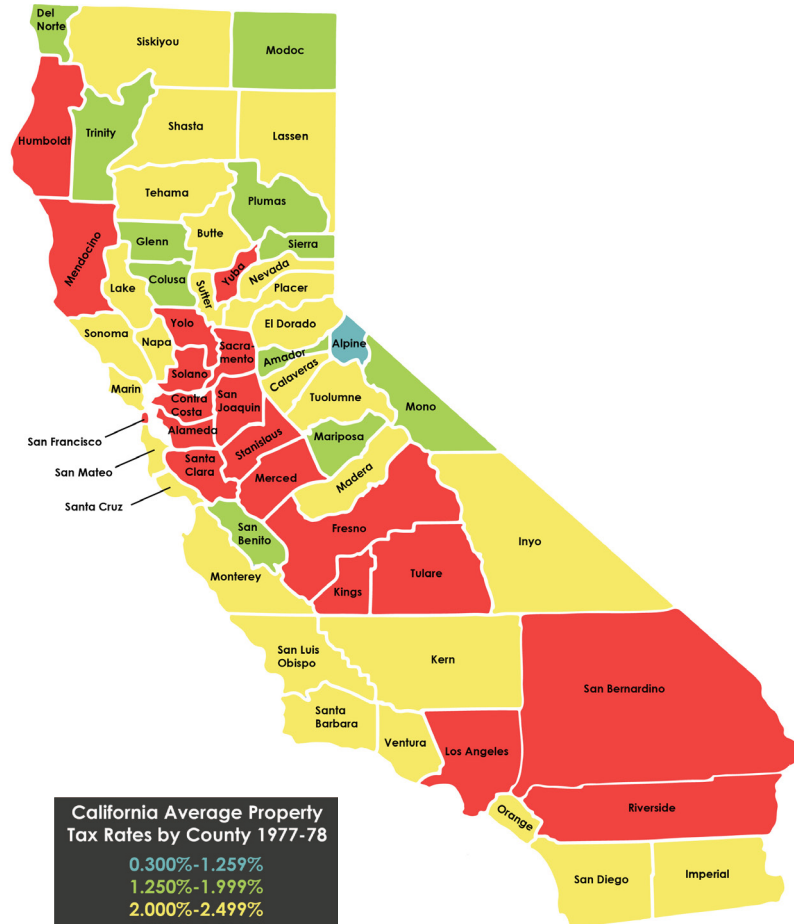 Del
Norte
Siskiyou
Modoc
Humboldt
Trinity
Shasta
Lassen
Tehama
Plumas
Butte
Glenn
Sierra
Mendocino
Colusa
Yuba
Nevada
Lake
Sutter
Placer
Yolo
El Dorado
Sonoma
Napa
Sacra-
mento
Alpine
Amador
Solano
Calaveras
Marin
Contra
Costa
San
Joaquin
Tuolumne
Mono
Alameda
San Francisco
Stanislaus
Mariposa
Santa
Clara
San Mateo
Merced
Madera
Santa Cruz
San
Benito
Fresno
Inyo
Monterey
Tulare
Kings
San Luis
Obispo
Kern
San Bernardino
Santa
Barbara
Ventura
Los Angeles
Orange
Riverside
San Diego
Imperial
California Average Property
Tax Rates by County 1977-78
0.300%-1.259%
1.250%-1.999%
2.000%-2.499%